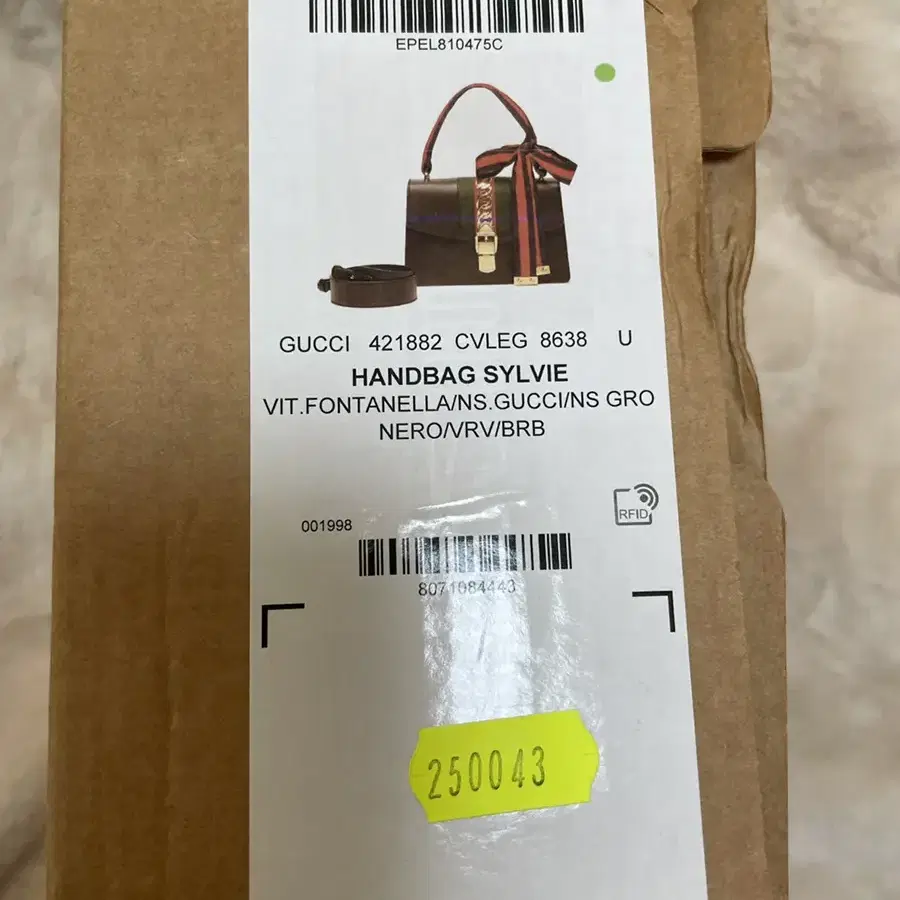 EPEL810475C
GUCCI 421882 CVLEG 8638 U
HANDBAG SYLVIE
VIT.FONTANELLA/NS.GUCCI/NS GRO
NERO/VRV/BRB
001998
RFID
8071084443
250043